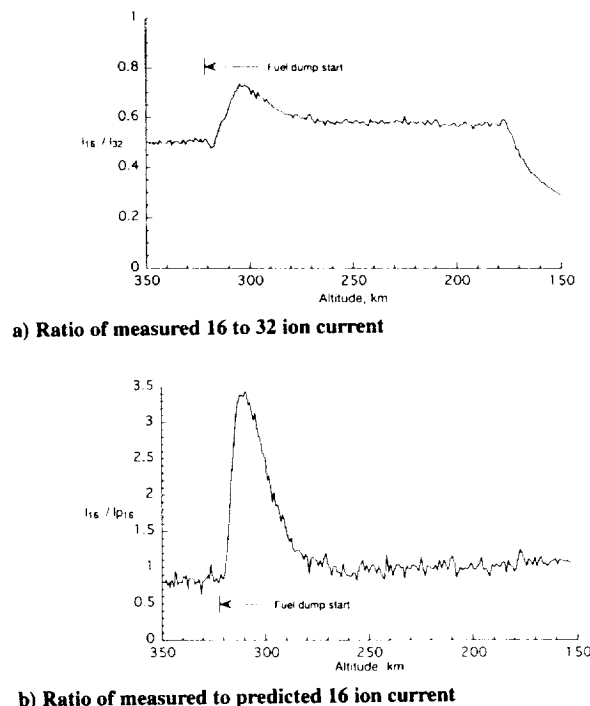 1
0.8
Fuel dump start
0.6
I16 / I32
0.4
0.2
0
350 300 250 200 150
Altitude, km
a) Ratio of measured 16 to 32 ion current
3.5
3
2.5
2
I16 / Ip16
1.5
1
0.5
Fuel dump start
0
350 300 250 200 150
Altitude, km
b) Ratio of measured to predicted 16 ion current